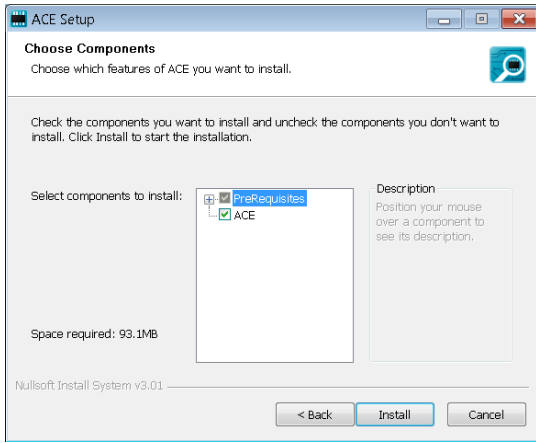 ACE Setup
Choose Components
Choose which features of ACE you want to install.
Check the components you want to install and uncheck the components you don't want to
install. Click Install to start the installation.
Select components to install:
PreRequisites
ACE
Description
Position your mouse
over a component to
see its description.
Space required: 93.1MB
Nullsoft Install System v3.01
< Back
Install
Cancel